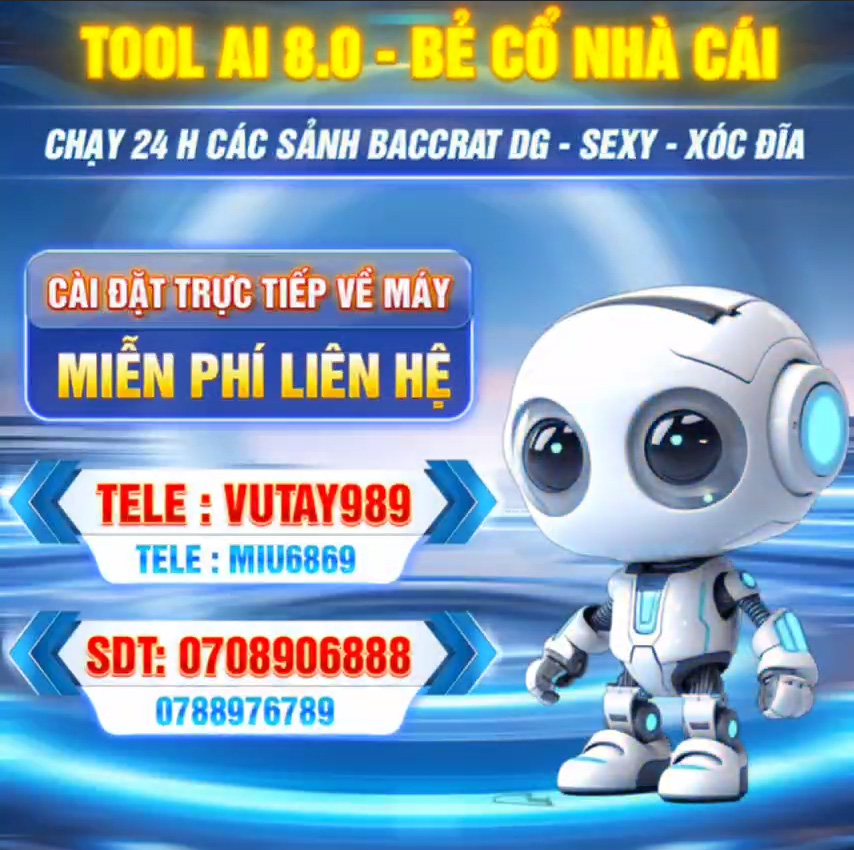 TOOL AI 8.0 - BẺ CỔ NHÀ CÁI
CHẠY 24 H CÁC SẢNH BACCRAT DG - SEXY - XÓC ĐĨA
CÀI ĐẶT TRỰC TIẾP VỀ MÁY
MIỄN PHÍ LIÊN HỆ
TELE : VUTAY989
TELE : MIU6869
SDT: 0708906888
0788976789